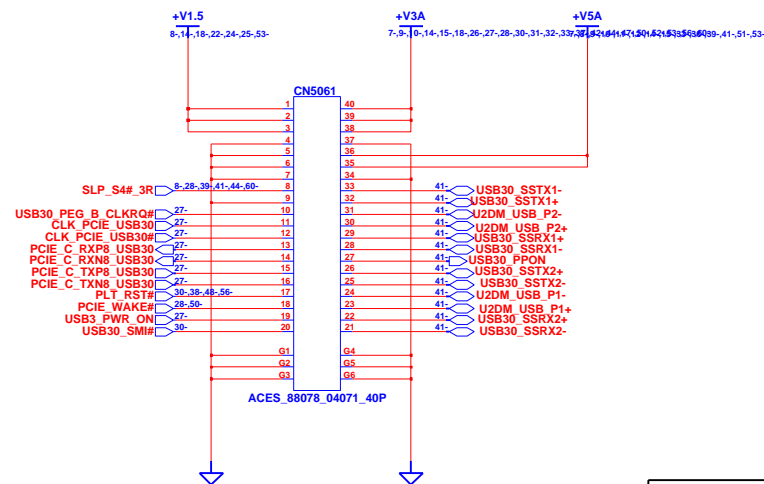 +V1.5
+V3A
+V5A
8-,14-,18-,22-,24-,25-,53-
CN5061
1 40
2 39
3 38
4 37
5 36
6 35
7 34
SLP_S4#_3R 8-,28-,39-,41-,44-,60- 8 33 41- USB30_SSTX1-
9 32 41- USB30_SSTX1+
USB30_PEG_B_CLKRQ# 27- 10 31 41- U2DM_USB_P2-
CLK_PCIE_USB30 27- 11 30 41- U2DM_USB_P2+
CLK_PCIE_USB30# 27- 12 29 41- USB30_SSRX1+
PCIE_C_RXP8_USB30 27- 13 28 41- USB30_SSRX1-
PCIE_C_RXN8_USB30 27- 14 27 41- USB30_PPON
PCIE_C_TXP8_USB30 27- 15 26 41- USB30_SSTX2+
PCIE_C_TXN8_USB30 27- 16 25 41- USB30_SSTX2-
PLT_RST# 30-,38-,48-,56- 17 24 41- U2DM_USB_P1-
PCIE_WAKE# 28-,50- 18 23 41- U2DM_USB_P1+
USB3_PWR_ON 27- 19 22 41- USB30_SSRX2+
USB30_SMI# 30- 20 21 41- USB30_SSRX2-
G1 G4
G2 G5
G3 G6
ACES_88078_04071_40P